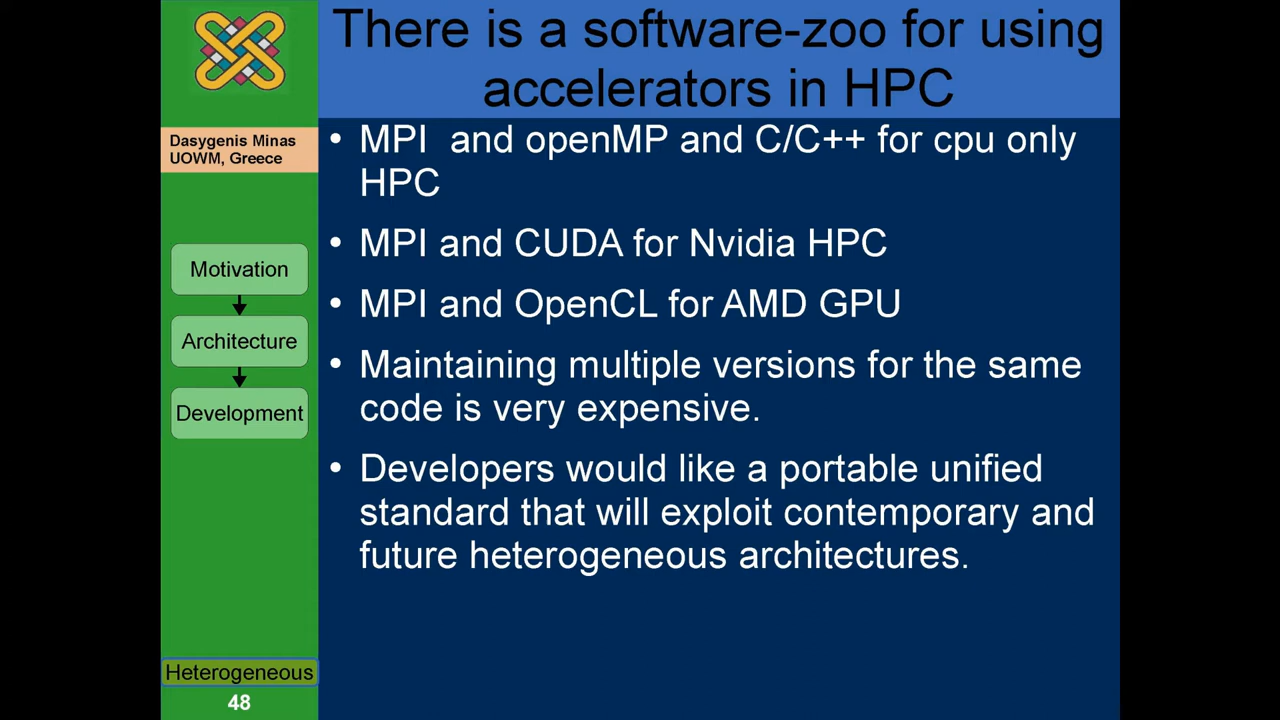 There is a software-zoo for using
accelerators in HPC
Dasygenis Minas
UOWM, Greece
Motivation
Architecture
Development
Heterogeneous
48
• MPI  and openMP and C/C++ for cpu only
HPC
• MPI and CUDA for Nvidia HPC
• MPI and OpenCL for AMD GPU
• Maintaining multiple versions for the same
code is very expensive.
• Developers would like a portable unified
standard that will exploit contemporary and
future heterogeneous architectures.